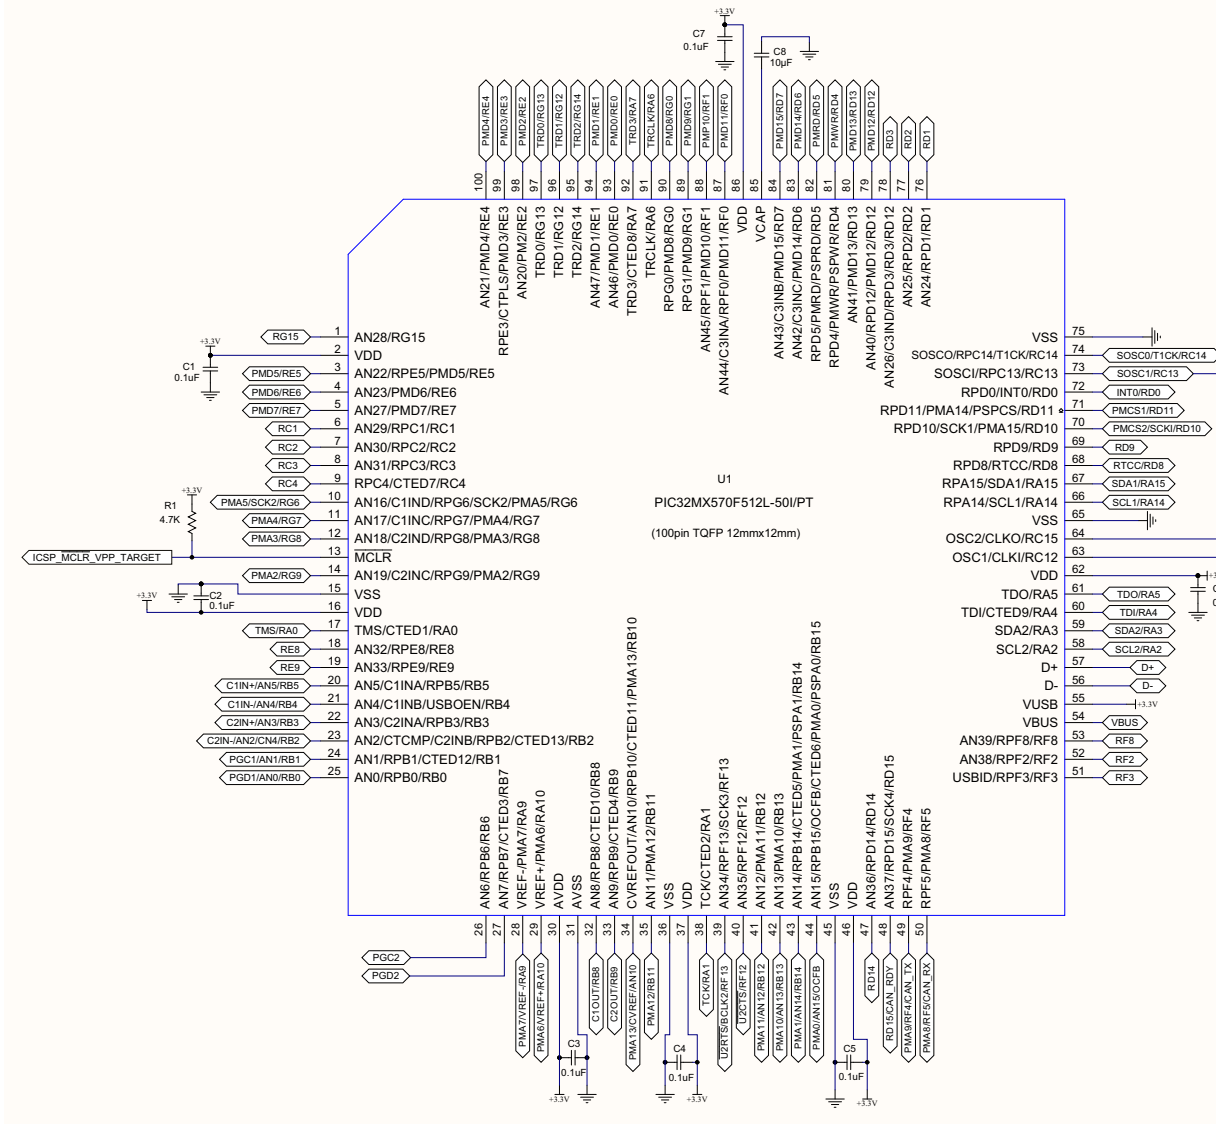 +3.3V
C7
0.1uF
C8
10µF
PMD4/RE4
PMD3/RE3
PMD2/RE2
TRD0/RG13
TRD1/RG12
TRD2/RG14
PMD1/RE1
PMD0/RE0
TRD3/RA7
TRCLK/RA6
PMD8/RG0
PMD9/RG1
PMP10/RF1
PMD11/RF0
PMD15/RD7
PMD14/RD6
PMRD/RD5
PMWR/RD4
PMD13/RD13
PMD12/RD12
RD3
RD2
RD1
100
99
98
97
96
95
94
93
92
91
90
89
88
87
86
85
84
83
82
81
80
79
78
77
76
AN21/PMD4/RE4
RPE3/CTPLS/PMD3/RE3
AN20/PM2/RE2
TRD0/RG13
TRD1/RG12
TRD2/RG14
AN47/PMD1/RE1
AN46/PMD0/RE0
TRD3/CTED8/RA7
TRCLK/RA6
RPG0/PMD8/RG0
RPG1/PMD9/RG1
AN45/RPF1/PMD10/RF1
AN44/C3INA/RPF0/PMD11/RF0
VDD
VCAP
AN43/C3INB/PMD15/RD7
AN42/C3INC/PMD14/RD6
RPD5/PMRD/PSPRD/RD5
RPD4/PMWR/PSPWR/RD4
AN41/PMD13/RD13
AN40/RPD12/PMD12/RD12
AN26/C3IND/RPD3/RD3/RD12
AN25/RPD2/RD2
AN24/RPD1/RD1
RG15 1 AN28/RG15
+3.3V
2 VDD
C1
0.1uF
PMD5/RE5 3 AN22/RPE5/PMD5/RE5
PMD6/RE6 4 AN23/PMD6/RE6
PMD7/RE7 5 AN27/PMD7/RE7
RC1 6 AN29/RPC1/RC1
RC2 7 AN30/RPC2/RC2
RC3 8 AN31/RPC3/RC3
RC4 9 RPC4/CTED7/RC4
+3.3V
R1
4.7K
PMA5/SCK2/RG6 10 AN16/C1IND/RPG6/SCK2/PMA5/RG6
PMA4/RG7 11 AN17/C1INC/RPG7/PMA4/RG7
PMA3/RG8 12 AN18/C2IND/RPG8/PMA3/RG8
ICSP_MCLR_VPP_TARGET 13 MCLR
PMA2/RG9 14 AN19/C2INC/RPG9/PMA2/RG9
15 VSS
+3.3V
C2
0.1uF
16 VDD
TMS/RA0 17 TMS/CTED1/RA0
RE8 18 AN32/RPE8/RE8
RE9 19 AN33/RPE9/RE9
C1IN+/AN5/RB5 20 AN5/C1INA/RPB5/RB5
C1IN-/AN4/RB4 21 AN4/C1INB/USBOEN/RB4
C2IN+/AN3/RB3 22 AN3/C2INA/RPB3/RB3
C2IN-/AN2/CN4/RB2 23 AN2/CTCMP/C2INB/RPB2/CTED13/RB2
PGC1/AN1/RB1 24 AN1/RPB1/CTED12/RB1
PGD1/AN0/RB0 25 AN0/RPB0/RB0
U1
PIC32MX570F512L-50I/PT
(100pin TQFP 12mmx12mm)
VSS 75
SOSCO/RPC14/T1CK/RC14 74 SOSC0/T1CK/RC14
SOSCI/RPC13/RC13 73 SOSC1/RC13
RPD0/INT0/RD0 72 INT0/RD0
RPD11/PMA14/PSPCS/RD11 71 PMCS1/RD11
RPD10/SCK1/PMA15/RD10 70 PMCS2/SCKI/RD10
RPD9/RD9 69 RD9
RPD8/RTCC/RD8 68 RTCC/RD8
RPA15/SDA1/RA15 67 SDA1/RA15
RPA14/SCL1/RA14 66 SCL1/RA14
VSS 65
OSC2/CLKO/RC15 64
OSC1/CLKI/RC12 63
VDD 62
TDO/RA5 61 TDO/RA5
TDI/CTED9/RA4 60 TDI/RA4
SDA2/RA3 59 SDA2/RA3
SCL2/RA2 58 SCL2/RA2
D+ 57 D+
D- 56 D-
VUSB 55 +3.3V
VBUS 54 VBUS
AN39/RPF8/RF8 53 RF8
AN38/RPF2/RF2 52 RF2
USBID/RPF3/RF3 51 RF3
AN6/RPB6/RB6
AN7/RPB7/CTED3/RB7
VREF-/PMA7/RA9
VREF+/PMA6/RA10
AVDD
AVSS
AN8/RPB8/CTED10/RB8
AN9/RPB9/CTED4/RB9
CVREFOUT/AN10/RPB10/CTED11/PMA13/RB10
AN11/PMA12/RB11
VSS
VDD
TCK/CTED2/RA1
AN34/RPF13/SCK3/RF13
AN35/RPF12/RF12
AN12/PMA11/RB12
AN13/PMA10/RB13
AN14/RPB14/CTED5/PMA1/PSPA1/RB14
AN15/RPB15/OCFB/CTED6/PMA0/PSPA0/RB15
VSS
VDD
AN36/RPD14/RD14
AN37/RPD15/SCK4/RD15
RPF4/PMA9/RF4
RPF5/PMA8/RF5
26
27
28
29
30
31
32
33
34
35
36
37
38
39
40
41
42
43
44
45
46
47
48
49
50
PGC2
PGD2
PMA7/VREF-/RA9
PMA6/VREF+/RA10
C1OUT/RB8
C2OUT/RB9
PMA13/CVREF/AN10
PMA12/RB11
TCK/RA1
U2RTS/BCLK2/RF13
U2CTS/RF12
PMA11/AN12/RB12
PMA10/AN13/RB13
PMA1/AN14/RB14
PMA0/AN15/OCFB
RD14
RD15/CAN_RDY
PMA9/RF4/CAN_TX
PMA8/RF5/CAN_RX
C3
0.1uF
+3.3V
C4
0.1uF
+3.3V
C5
0.1uF
+3.3V